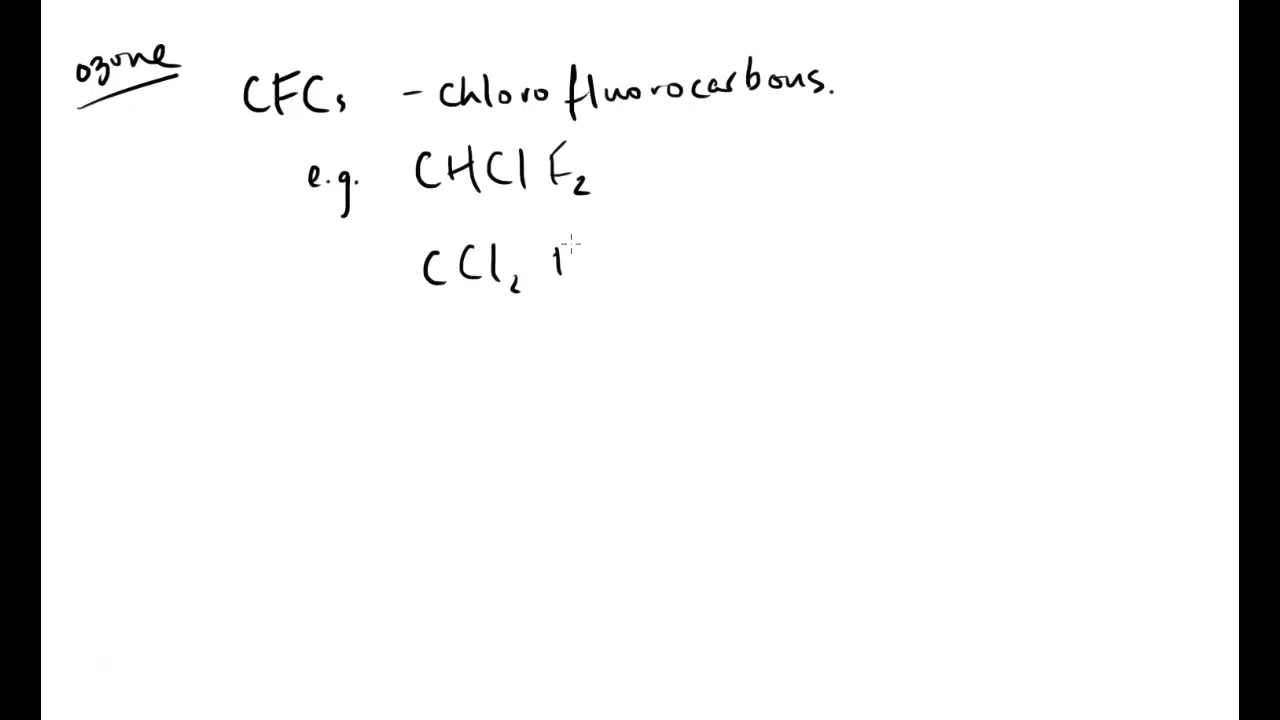 ozone
CFCs - chlorofluorocarbons.
e.g. CHClF₂
CCl₂